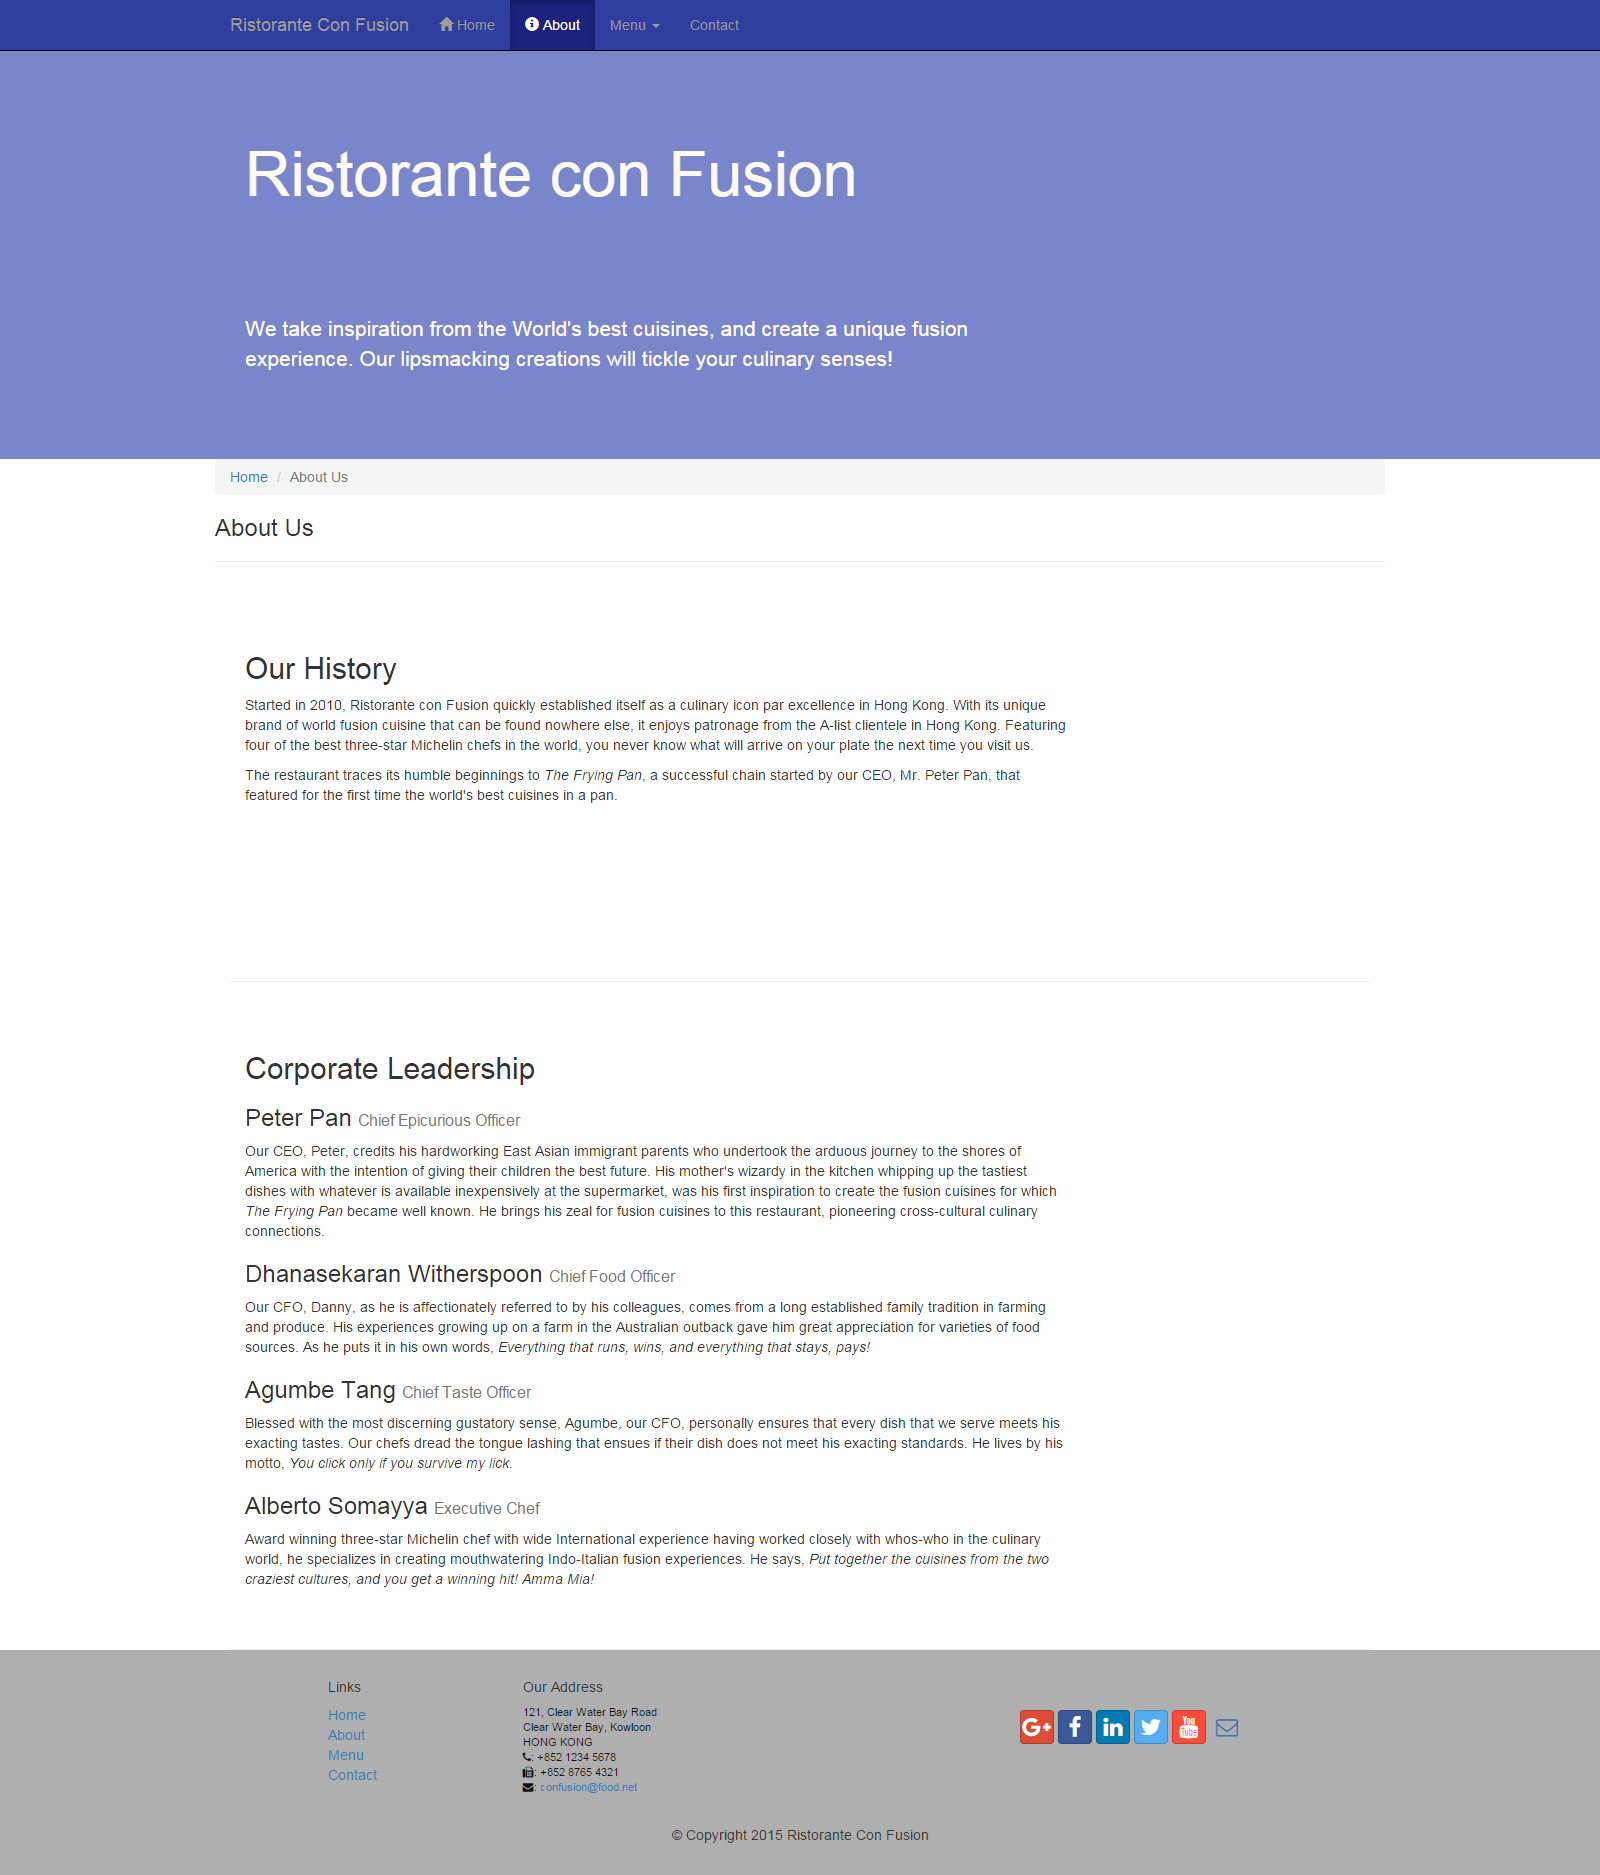 Ristorante Con Fusion Home About Menu Contact
Ristorante con Fusion
We take inspiration from the World's best cuisines, and create a unique fusion
experience. Our lipsmacking creations will tickle your culinary senses!
Home / About Us
About Us
Our History
Started in 2010, Ristorante con Fusion quickly established itself as a culinary icon par excellence in Hong Kong. With its unique
brand of world fusion cuisine that can be found nowhere else, it enjoys patronage from the A-list clientele in Hong Kong. Featuring
four of the best three-star Michelin chefs in the world, you never know what will arrive on your plate the next time you visit us.
The restaurant traces its humble beginnings to The Frying Pan, a successful chain started by our CEO, Mr. Peter Pan, that
featured for the first time the world's best cuisines in a pan.
Corporate Leadership
Peter Pan Chief Epicurious Officer
Our CEO, Peter, credits his hardworking East Asian immigrant parents who undertook the arduous journey to the shores of
America with the intention of giving their children the best future. His mother's wizardy in the kitchen whipping up the tastiest
dishes with whatever is available inexpensively at the supermarket, was his first inspiration to create the fusion cuisines for which
The Frying Pan became well known. He brings his zeal for fusion cuisines to this restaurant, pioneering cross-cultural culinary
connections.
Dhanasekaran Witherspoon Chief Food Officer
Our CFO, Danny, as he is affectionately referred to by his colleagues, comes from a long established family tradition in farming
and produce. His experiences growing up on a farm in the Australian outback gave him great appreciation for varieties of food
sources. As he puts it in his own words, Everything that runs, wins, and everything that stays, pays!
Agumbe Tang Chief Taste Officer
Blessed with the most discerning gustatory sense, Agumbe, our CFO, personally ensures that every dish that we serve meets his
exacting tastes. Our chefs dread the tongue lashing that ensues if their dish does not meet his exacting standards. He lives by his
motto, You click only if you survive my lick.
Alberto Somayya Executive Chef
Award winning three-star Michelin chef with wide International experience having worked closely with whos-who in the culinary
world, he specializes in creating mouthwatering Indo-Italian fusion experiences. He says, Put together the cuisines from the two
craziest cultures, and you get a winning hit! Amma Mia!
Links
Home
About
Menu
Contact
Our Address
121, Clear Water Bay Road
Clear Water Bay, Kowloon
HONG KONG
: +852 1234 5678
: +852 8765 4321
: confusion@food.net
G+ f in You Tube
© Copyright 2015 Ristorante Con Fusion